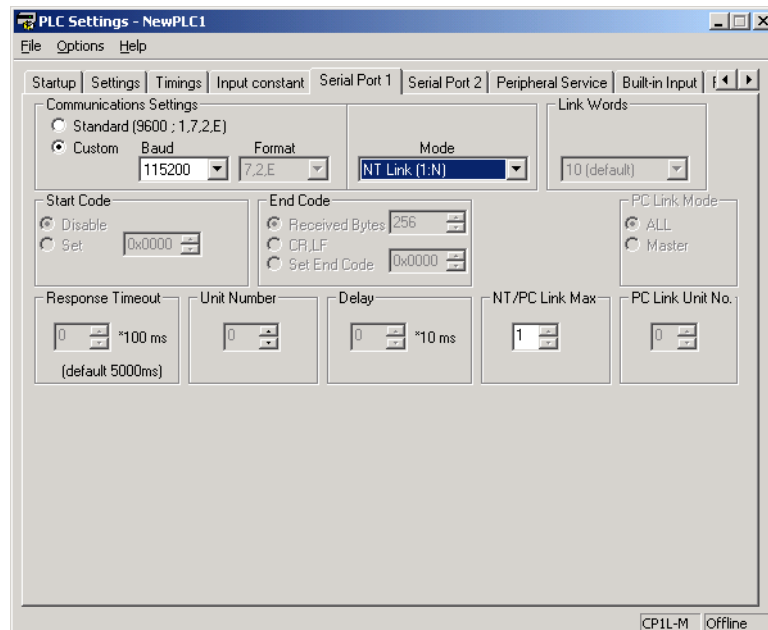 PLC Settings - NewPLC1
File Options Help
Startup Settings Timings Input constant Serial Port 1 Serial Port 2 Peripheral Service Built-in Input
Communications Settings Link Words
Standard (9600 ; 1,7,2,E)
Custom Baud Format Mode
115200 7,2,E NT Link (1:N) 10 (default)
Start Code End Code PC Link Mode
Disable Received Bytes 256 ALL
Set 0x0000 CR,LF Master
Set End Code 0x0000
Response Timeout Unit Number Delay NT/PC Link Max PC Link Unit No.
0 *100 ms 0 0 *10 ms 1 0
(default 5000ms)
CP1L-M Offline